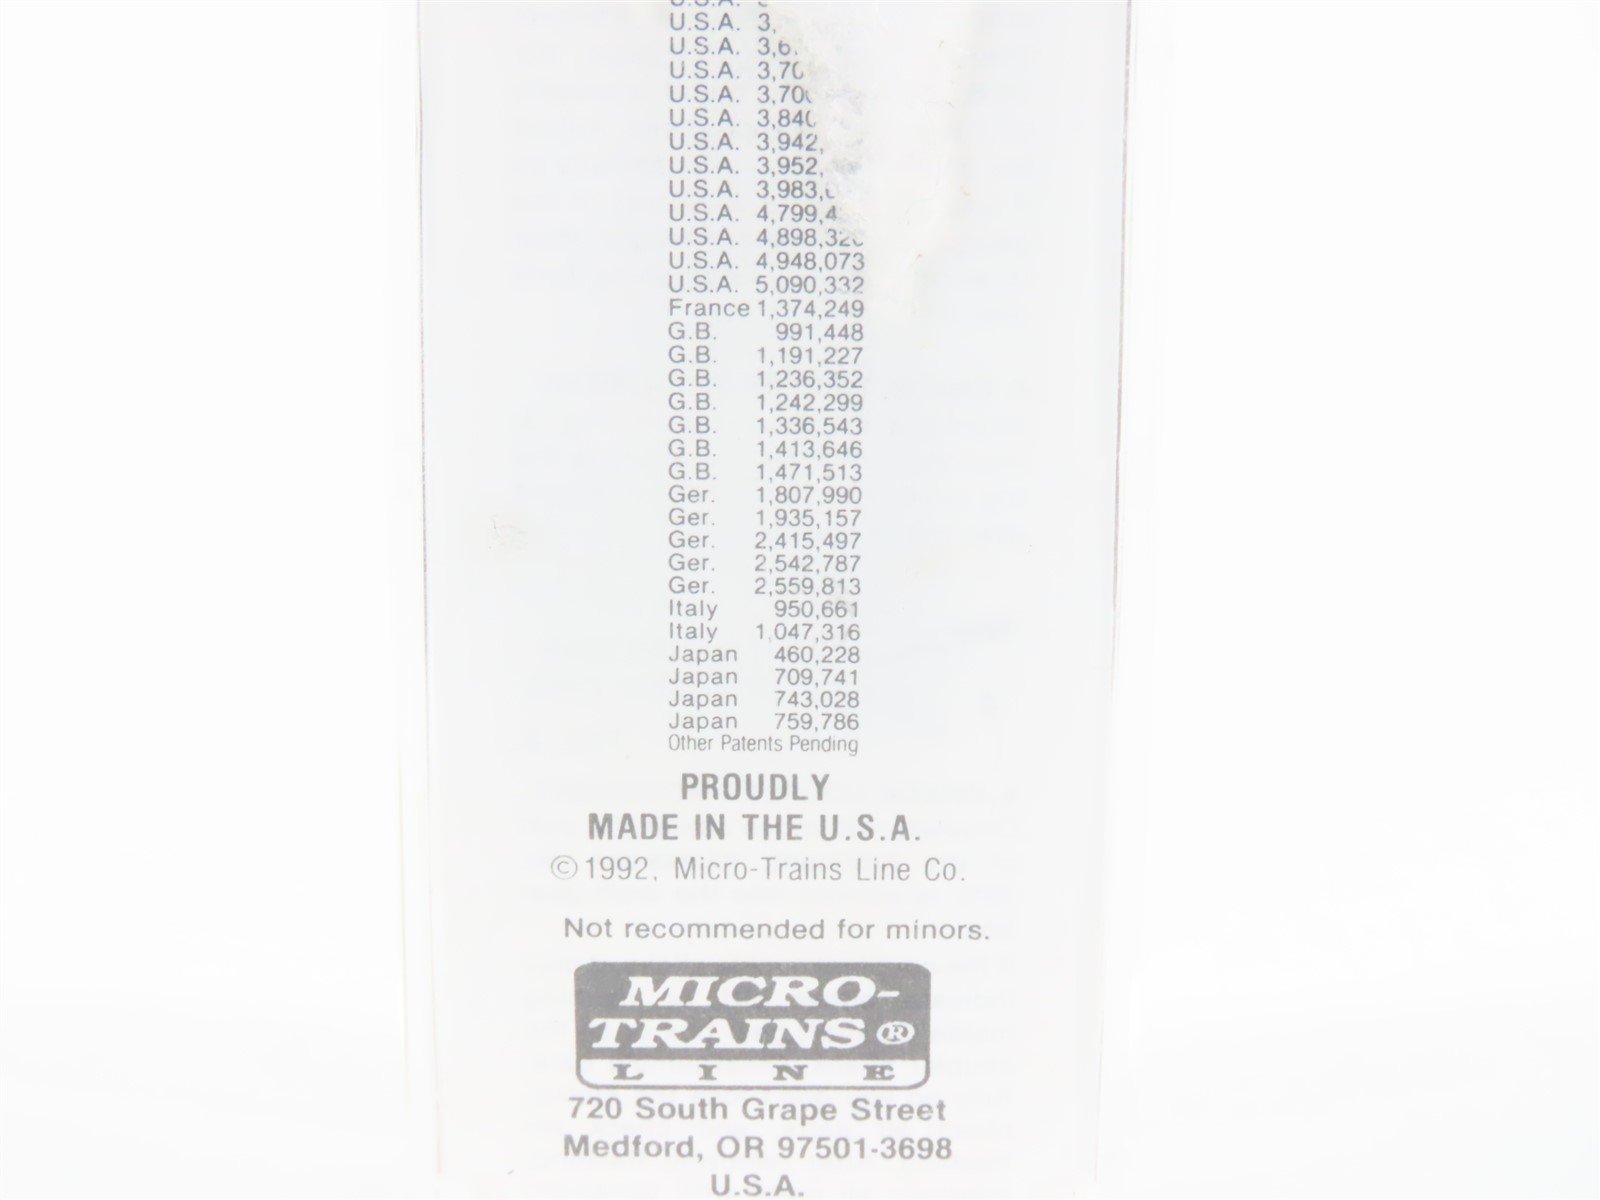 U.S.A.
U.S.A. 3,
U.S.A. 3,6
U.S.A. 3,70
U.S.A. 3,70
U.S.A. 3,840
U.S.A. 3,942,
U.S.A. 3,952,
U.S.A. 3,983,
U.S.A. 4,799,4
U.S.A. 4,898,32
U.S.A. 4,948,073
U.S.A. 5,090,332
France 1,374,249
G.B. 991,448
G.B. 1,191,227
G.B. 1,236,352
G.B. 1,242,299
G.B. 1,336,543
G.B. 1,413,646
G.B. 1,471,513
Ger. 1,807,990
Ger. 1,935,157
Ger. 2,415,497
Ger. 2,542,787
Ger. 2,559,813
Italy 950,661
Italy 1,047,316
Japan 460,228
Japan 709,741
Japan 743,028
Japan 759,786
Other Patents Pending
PROUDLY
MADE IN THE U.S.A.
©1992, Micro-Trains Line Co.
Not recommended for minors.
MICRO-
TRAINS®
LINE
720 South Grape Street
Medford, OR 97501-3698
U.S.A.